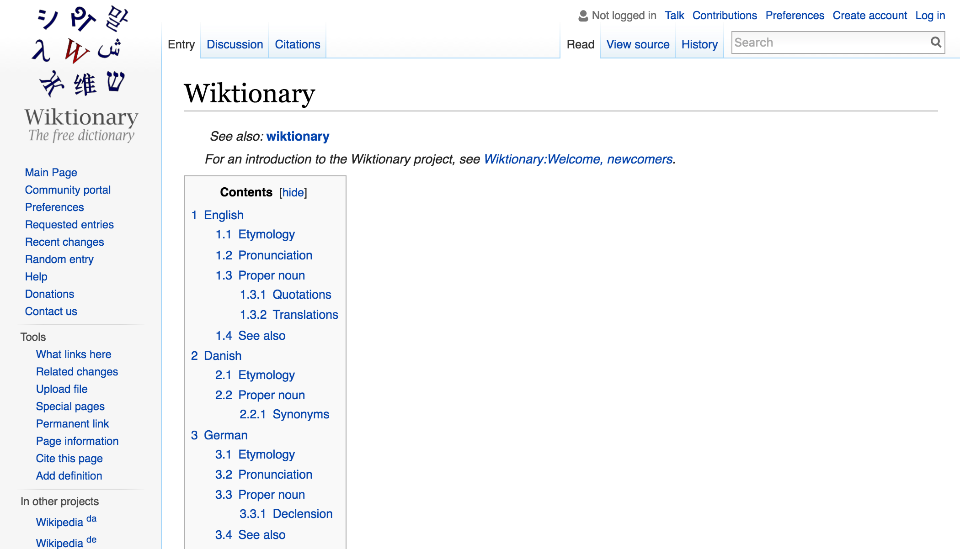 Not logged in Talk Contributions Preferences Create account Log in
Entry Discussion Citations Read View source History Search
シ 말
W ش
维 ש
Wiktionary
The free dictionary
Main Page
Community portal
Preferences
Requested entries
Recent changes
Random entry
Help
Donations
Contact us
Tools
What links here
Related changes
Upload file
Special pages
Permanent link
Page information
Cite this page
Add definition
In other projects
Wikipedia da
Wikipedia de
Wiktionary
See also: wiktionary
For an introduction to the Wiktionary project, see Wiktionary:Welcome, newcomers.
Contents [hide]
1 English
1.1 Etymology
1.2 Pronunciation
1.3 Proper noun
1.3.1 Quotations
1.3.2 Translations
1.4 See also
2 Danish
2.1 Etymology
2.2 Proper noun
2.2.1 Synonyms
3 German
3.1 Etymology
3.2 Pronunciation
3.3 Proper noun
3.3.1 Declension
3.4 See also